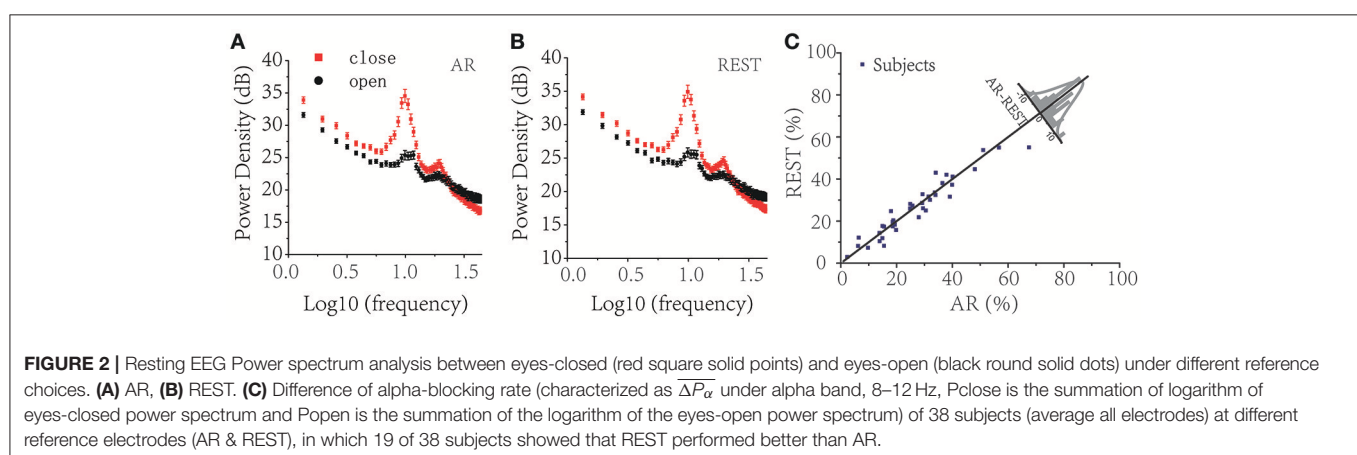 A
40
35
30
25
20
15
10
Power Density (dB)
close
open
AR
0.0 0.5 1.0 1.5
Log10 (frequency)
B
40
35
30
25
20
15
10
Power Density (dB)
REST
0.0 0.5 1.0 1.5
Log10 (frequency)
C
100
80
60
40
20
0
REST (%)
Subjects
AR-REST
-10
0
10
0 20 40 60 80 100
AR (%)
FIGURE 2 | Resting EEG Power spectrum analysis between eyes-closed (red square solid points) and eyes-open (black round solid dots) under different reference
choices. (A) AR, (B) REST. (C) Difference of alpha-blocking rate (characterized as $\overline{\Delta P_\alpha}$ under alpha band, 8–12 Hz, Pclose is the summation of logarithm of
eyes-closed power spectrum and Popen is the summation of the logarithm of the eyes-open power spectrum) of 38 subjects (average all electrodes) at different
reference electrodes (AR & REST), in which 19 of 38 subjects showed that REST performed better than AR.